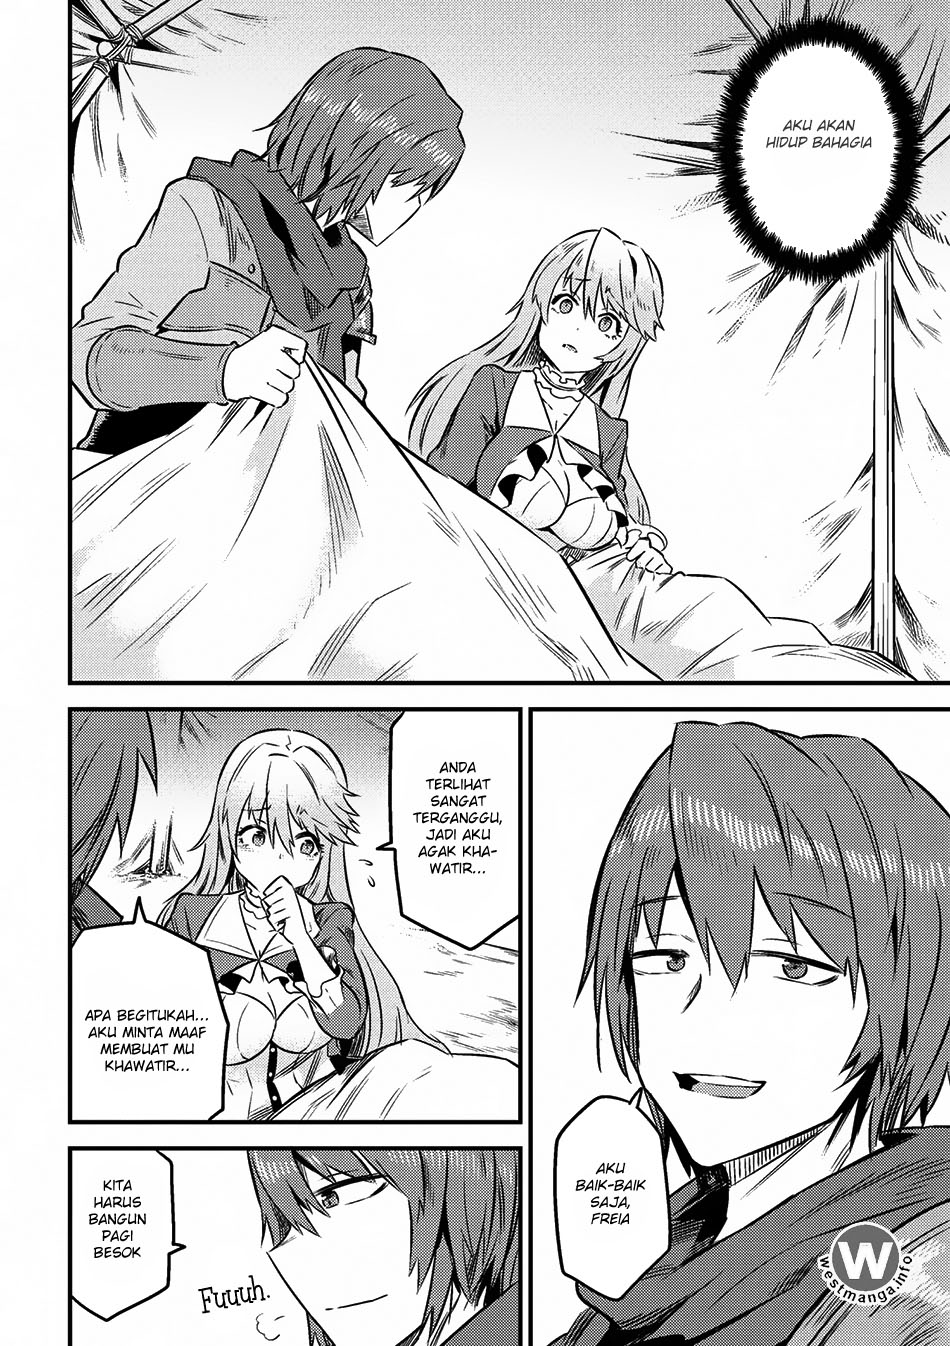 AKU AKAN
HIDUP BAHAGIA
ANDA
TERLIHAT
SANGAT
TERGANGGU,
JADI AKU
AGAK KHA-
WATIR...
APA BEGITUKAH...
AKU MINTA MAAF
MEMBUAT MU
KHAWATIR...
AKU
BAIK-BAIK
SAJA,
FREIA
KITA
HARUS
BANGUN
PAGI
BESOK
Fuuuh.
W
westmanga.info